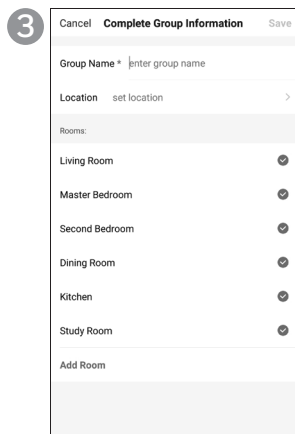 3
Cancel Complete Group Information Save
Group Name * enter group name
Location set location >
Rooms:
Living Room
Master Bedroom
Second Bedroom
Dining Room
Kitchen
Study Room
Add Room